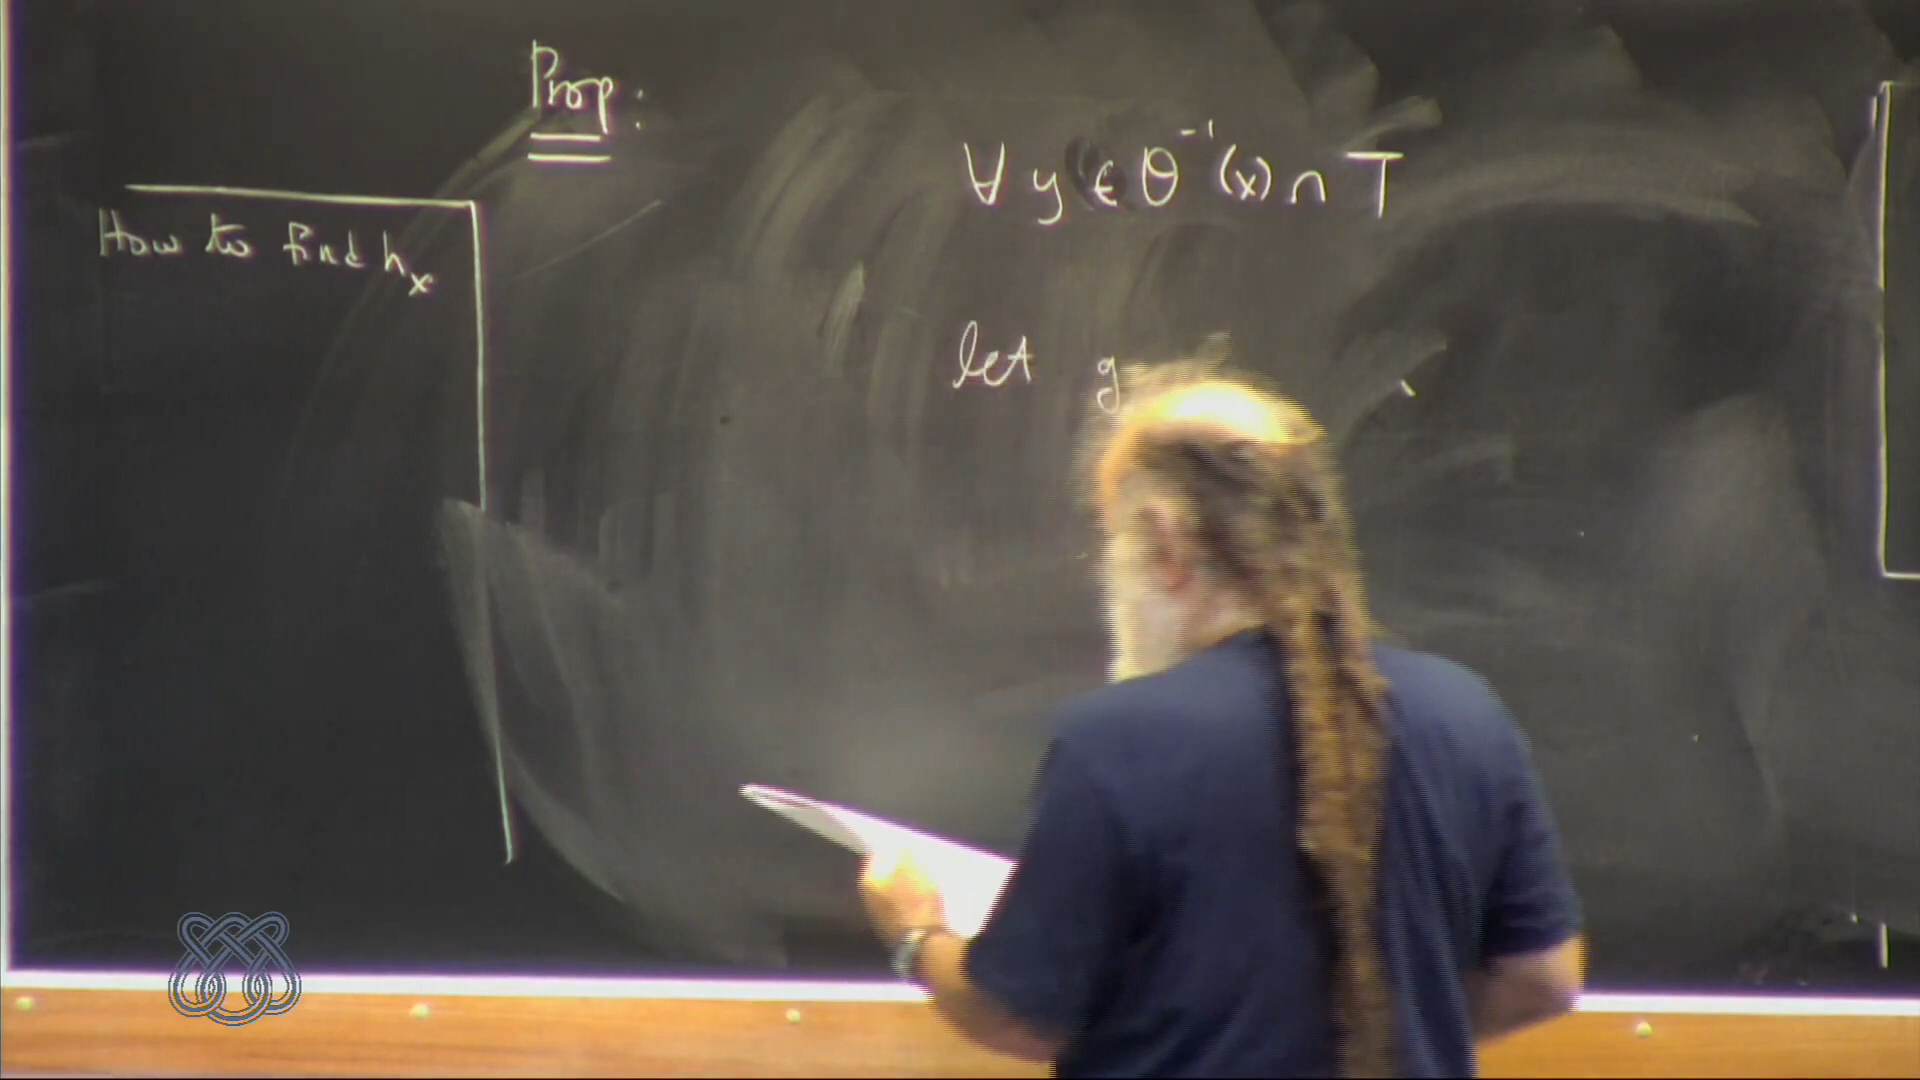 Prop:
∀ y ∈ θ⁻¹(x) ∩ T
How to find hₓ
let g